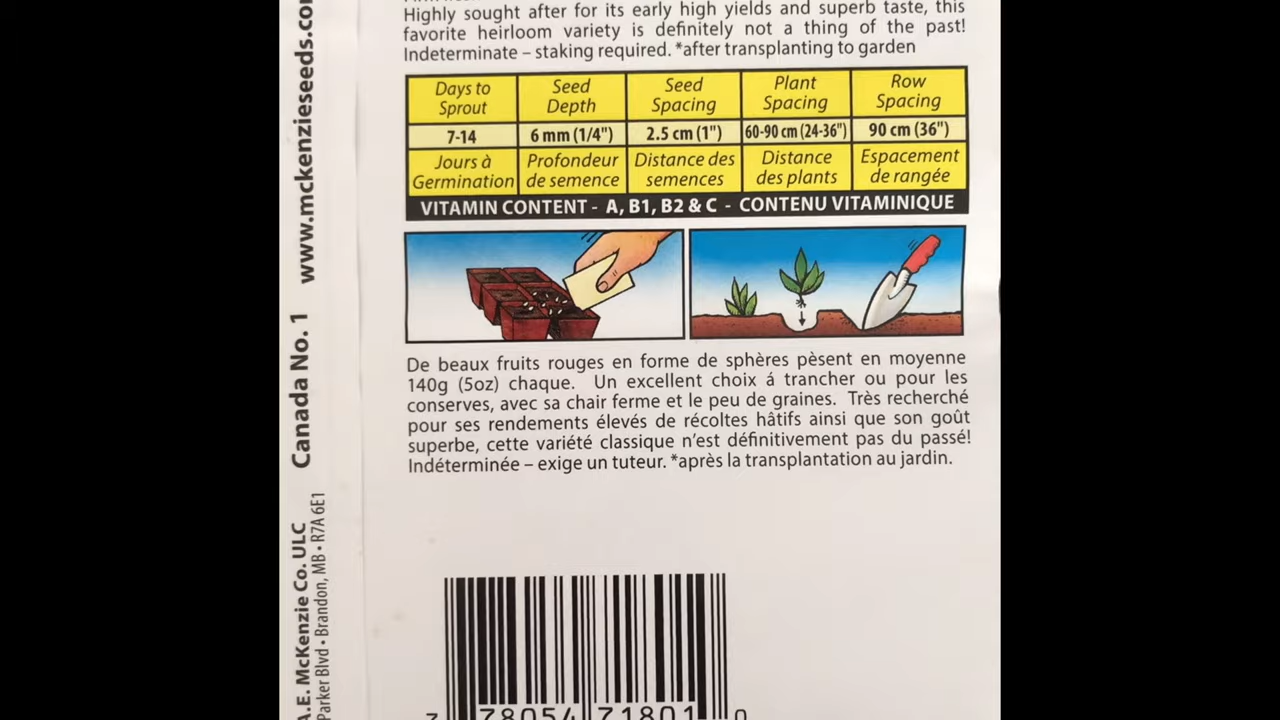 Highly sought after for its early high yields and superb taste, this
favorite heirloom variety is definitely not a thing of the past!
Indeterminate – staking required. *after transplanting to garden
Days to Sprout
Seed Depth
Seed Spacing
Plant Spacing
Row Spacing
7-14
6 mm (1/4")
2.5 cm (1")
60-90 cm (24-36")
90 cm (36")
Jours à Germination
Profondeur de semence
Distance des semences
Distance des plants
Espacement de rangée
VITAMIN CONTENT - A, B1, B2 & C - CONTENU VITAMINIQUE
De beaux fruits rouges en forme de sphères pèsent en moyenne
140g (5oz) chaque. Un excellent choix á trancher ou pour les
conserves, avec sa chair ferme et le peu de graines. Très recherché
pour ses rendements élevés de récoltes hâtifs ainsi que son goût
superbe, cette variété classique n'est définitivement pas du passé!
Indéterminée – exige un tuteur. *après la transplantation au jardin.
7 78054 71801 0
A.E. McKenzie Co. ULC Canada No. 1 www.mckenzieseeds.co
Parker Blvd • Brandon, MB • R7A 6E1